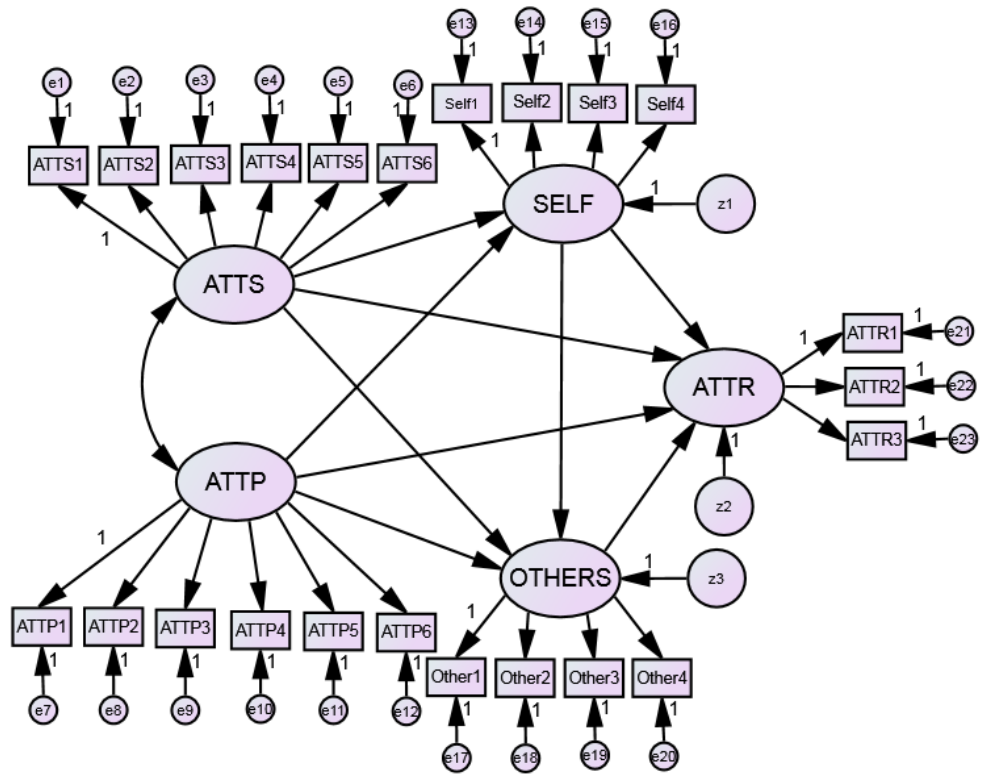 e13 e14 e15 e16
1 1 1 1
e1 e2 e3 e4 e5 e6
1 1 1 1 1 1
Self1 Self2 Self3 Self4
ATTS1 ATTS2 ATTS3 ATTS4 ATTS5 ATTS6
1
1
SELF
1
z1
ATTS
1
ATTR1
1
e21
ATTR
ATTR2
1
e22
ATTR3
1
e23
1
z2
ATTP
1
OTHERS
1
z3
1
ATTP1 ATTP2 ATTP3 ATTP4 ATTP5 ATTP6
1 1 1 1 1 1
e7 e8 e9 e10 e11 e12
Other1 Other2 Other3 Other4
1 1 1 1
e17 e18 e19 e20